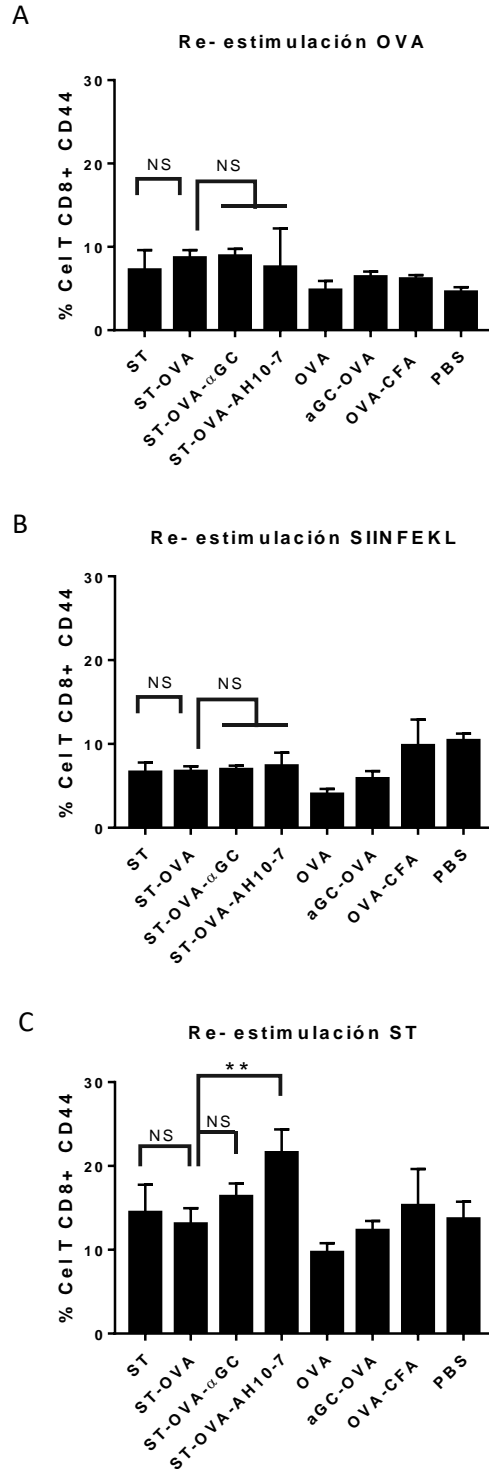 A
Re-estimulación OVA
% Cel T CD8+ CD44
30
20
10
0
NS
NS
ST
ST-OVA
ST-OVA-αGC
ST-OVA-AH10-7
OVA
aGC-OVA
OVA-CFA
PBS
B
Re-estimulación SIINFEKL
% Cel T CD8+ CD44
30
20
10
0
NS
NS
ST
ST-OVA
ST-OVA-αGC
ST-OVA-AH10-7
OVA
aGC-OVA
OVA-CFA
PBS
C
Re-estimulación ST
% Cel T CD8+ CD44
30
20
10
0
**
NS
NS
ST
ST-OVA
ST-OVA-αGC
ST-OVA-AH10-7
OVA
aGC-OVA
OVA-CFA
PBS